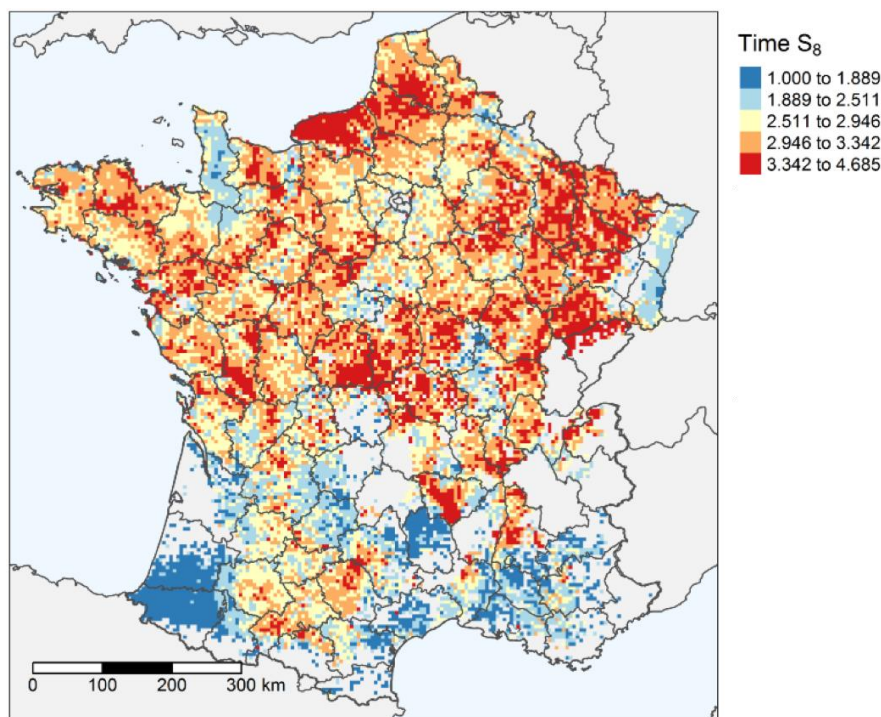 Time S₈
1.000 to 1.889
1.889 to 2.511
2.511 to 2.946
2.946 to 3.342
3.342 to 4.685
0 100 200 300 km